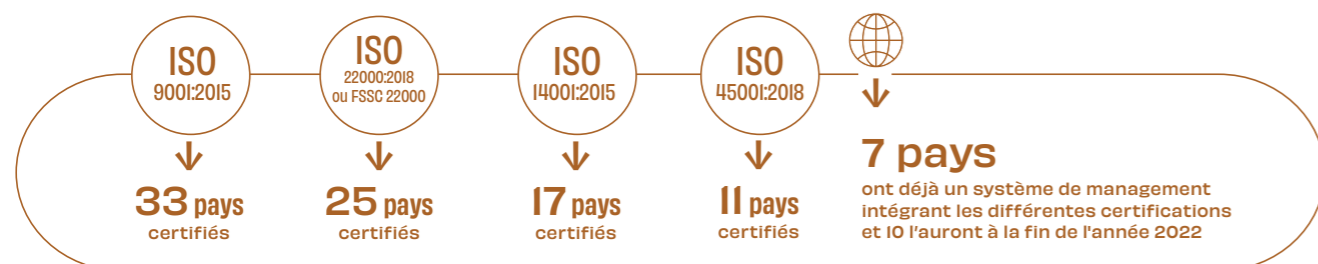 ISO
9001:2015
33 pays
certifiés
ISO
22000:2018
ou FSSC 22000
25 pays
certifiés
ISO
14001:2015
17 pays
certifiés
ISO
45001:2018
11 pays
certifiés
7 pays
ont déjà un système de management
intégrant les différentes certifications
et 10 l’auront à la fin de l'année 2022